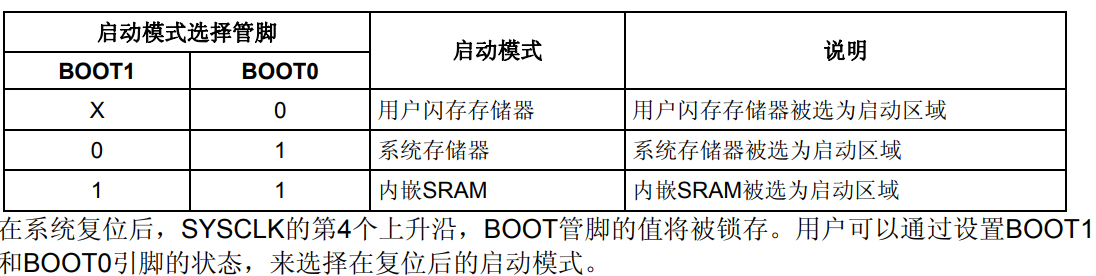 启动模式选择管脚 启动模式 说明
BOOT1 BOOT0
X 0 用户闪存存储器 用户闪存存储器被选为启动区域
0 1 系统存储器 系统存储器被选为启动区域
1 1 内嵌SRAM 内嵌SRAM被选为启动区域
在系统复位后，SYSCLK的第4个上升沿，BOOT管脚的值将被锁存。用户可以通过设置BOOT1
和BOOT0引脚的状态，来选择在复位后的启动模式。